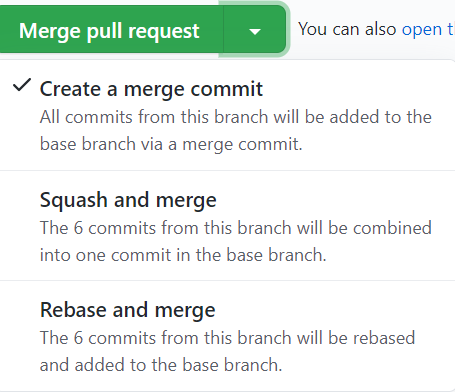 Merge pull request
You can also open
Create a merge commit
All commits from this branch will be added to the
base branch via a merge commit.
Squash and merge
The 6 commits from this branch will be combined
into one commit in the base branch.
Rebase and merge
The 6 commits from this branch will be rebased
and added to the base branch.